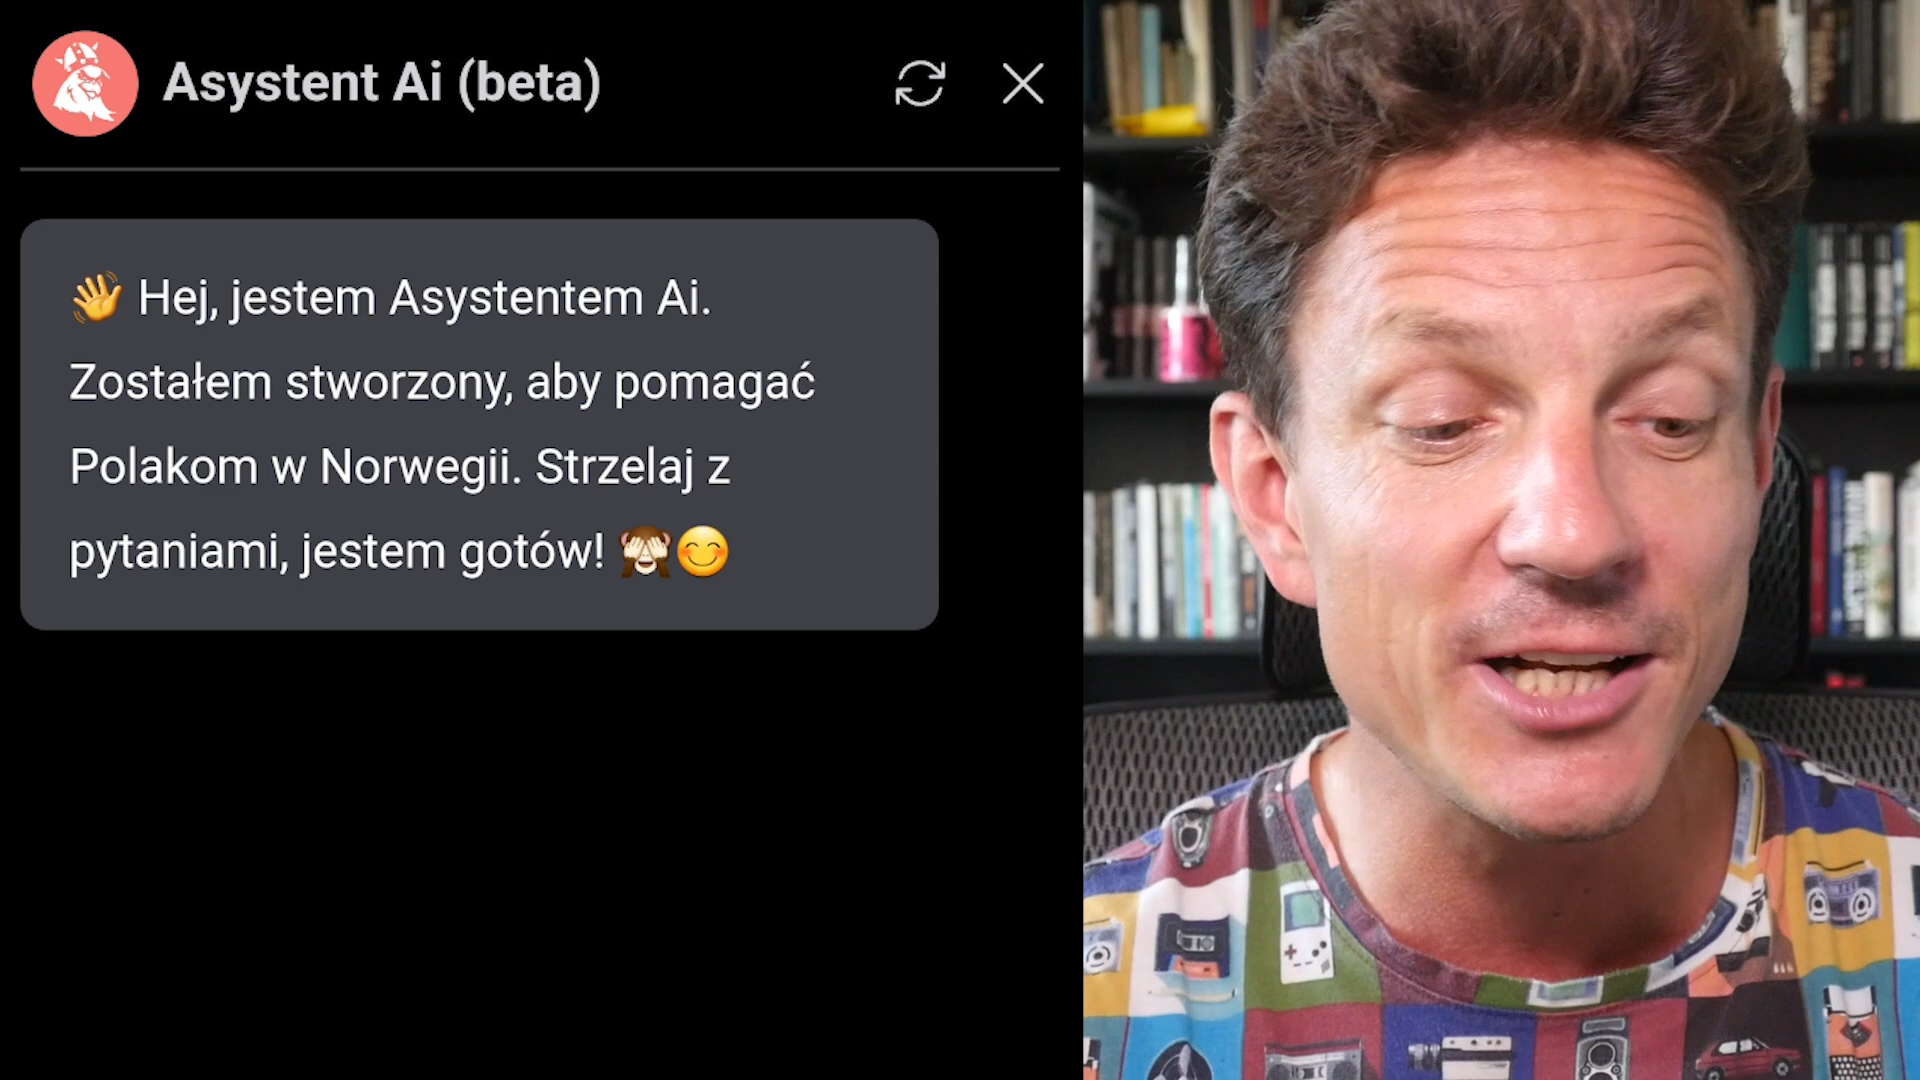 Asystent Ai (beta)
👋 Hej, jestem Asystentem Ai.
Zostałem stworzony, aby pomagać
Polakom w Norwegii. Strzelaj z
pytaniami, jestem gotów! 🙈😊